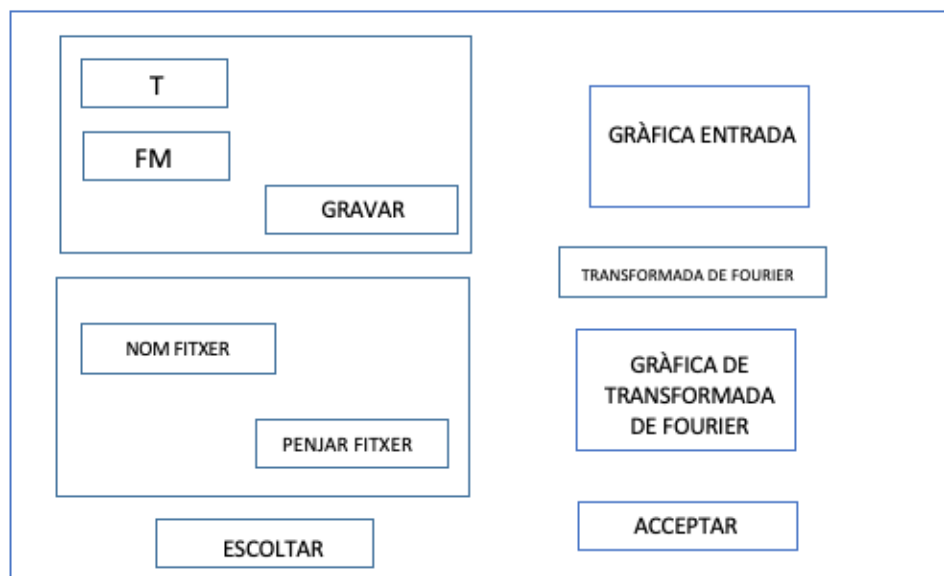 T
FM
GRAVAR
NOM FITXER
PENJAR FITXER
ESCOLTAR
GRÀFICA ENTRADA
TRANSFORMADA DE FOURIER
GRÀFICA DE
TRANSFORMADA
DE FOURIER
ACCEPTAR